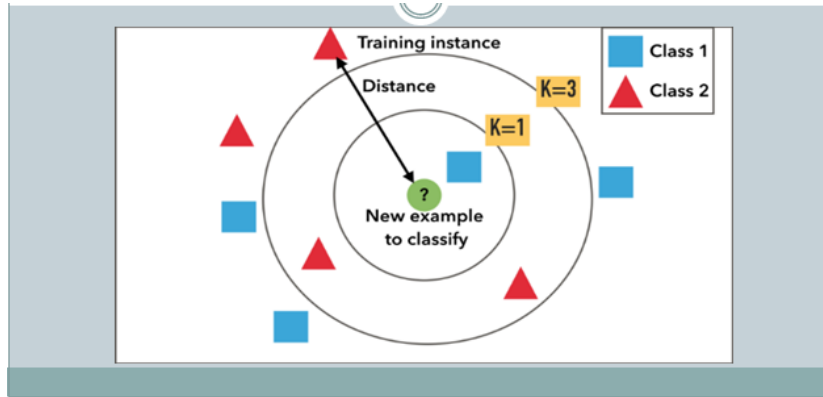 Training instance
Distance
K=3
K=1
Class 1
Class 2
?
New example
to classify